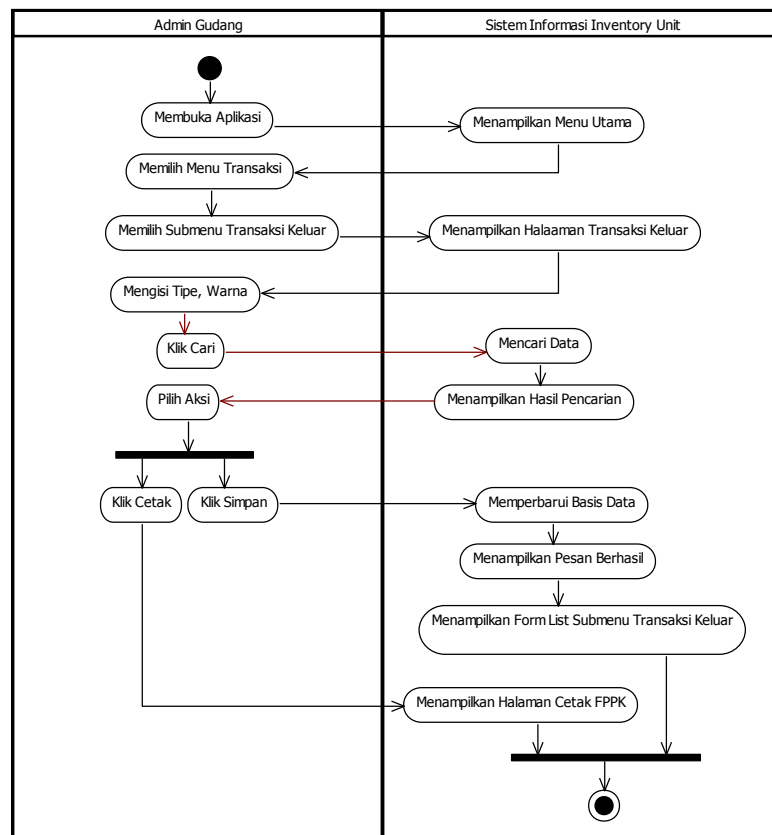 Admin Gudang
Sistem Informasi Inventory Unit
Membuka Aplikasi
Menampilkan Menu Utama
Memilih Menu Transaksi
Memilih Submenu Transaksi Keluar
Menampilkan Halaaman Transaksi Keluar
Mengisi Tipe, Warna
Klik Cari
Mencari Data
Menampilkan Hasil Pencarian
Pilih Aksi
Klik Cetak
Klik Simpan
Memperbarui Basis Data
Menampilkan Pesan Berhasil
Menampilkan Form List Submenu Transaksi Keluar
Menampilkan Halaman Cetak FPPK